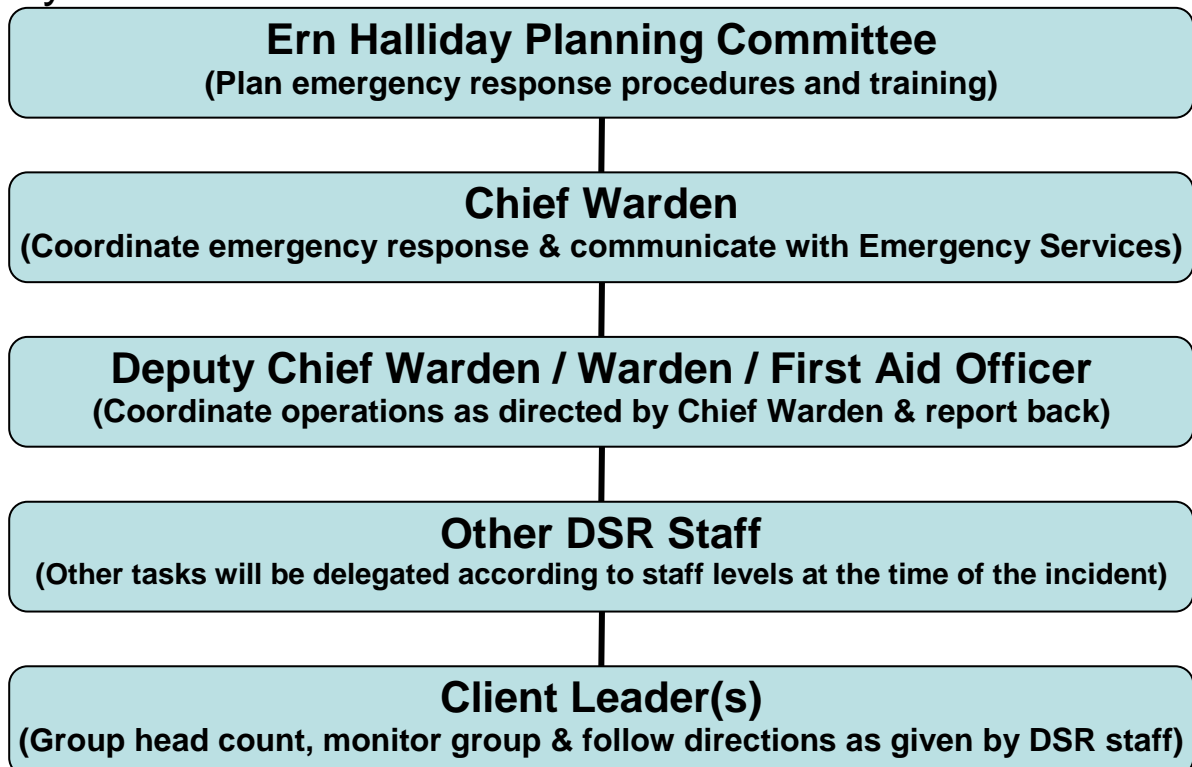 Ern Halliday Planning Committee
(Plan emergency response procedures and training)
Chief Warden
(Coordinate emergency response & communicate with Emergency Services)
Deputy Chief Warden / Warden / First Aid Officer
(Coordinate operations as directed by Chief Warden & report back)
Other DSR Staff
(Other tasks will be delegated according to staff levels at the time of the incident)
Client Leader(s)
(Group head count, monitor group & follow directions as given by DSR staff)